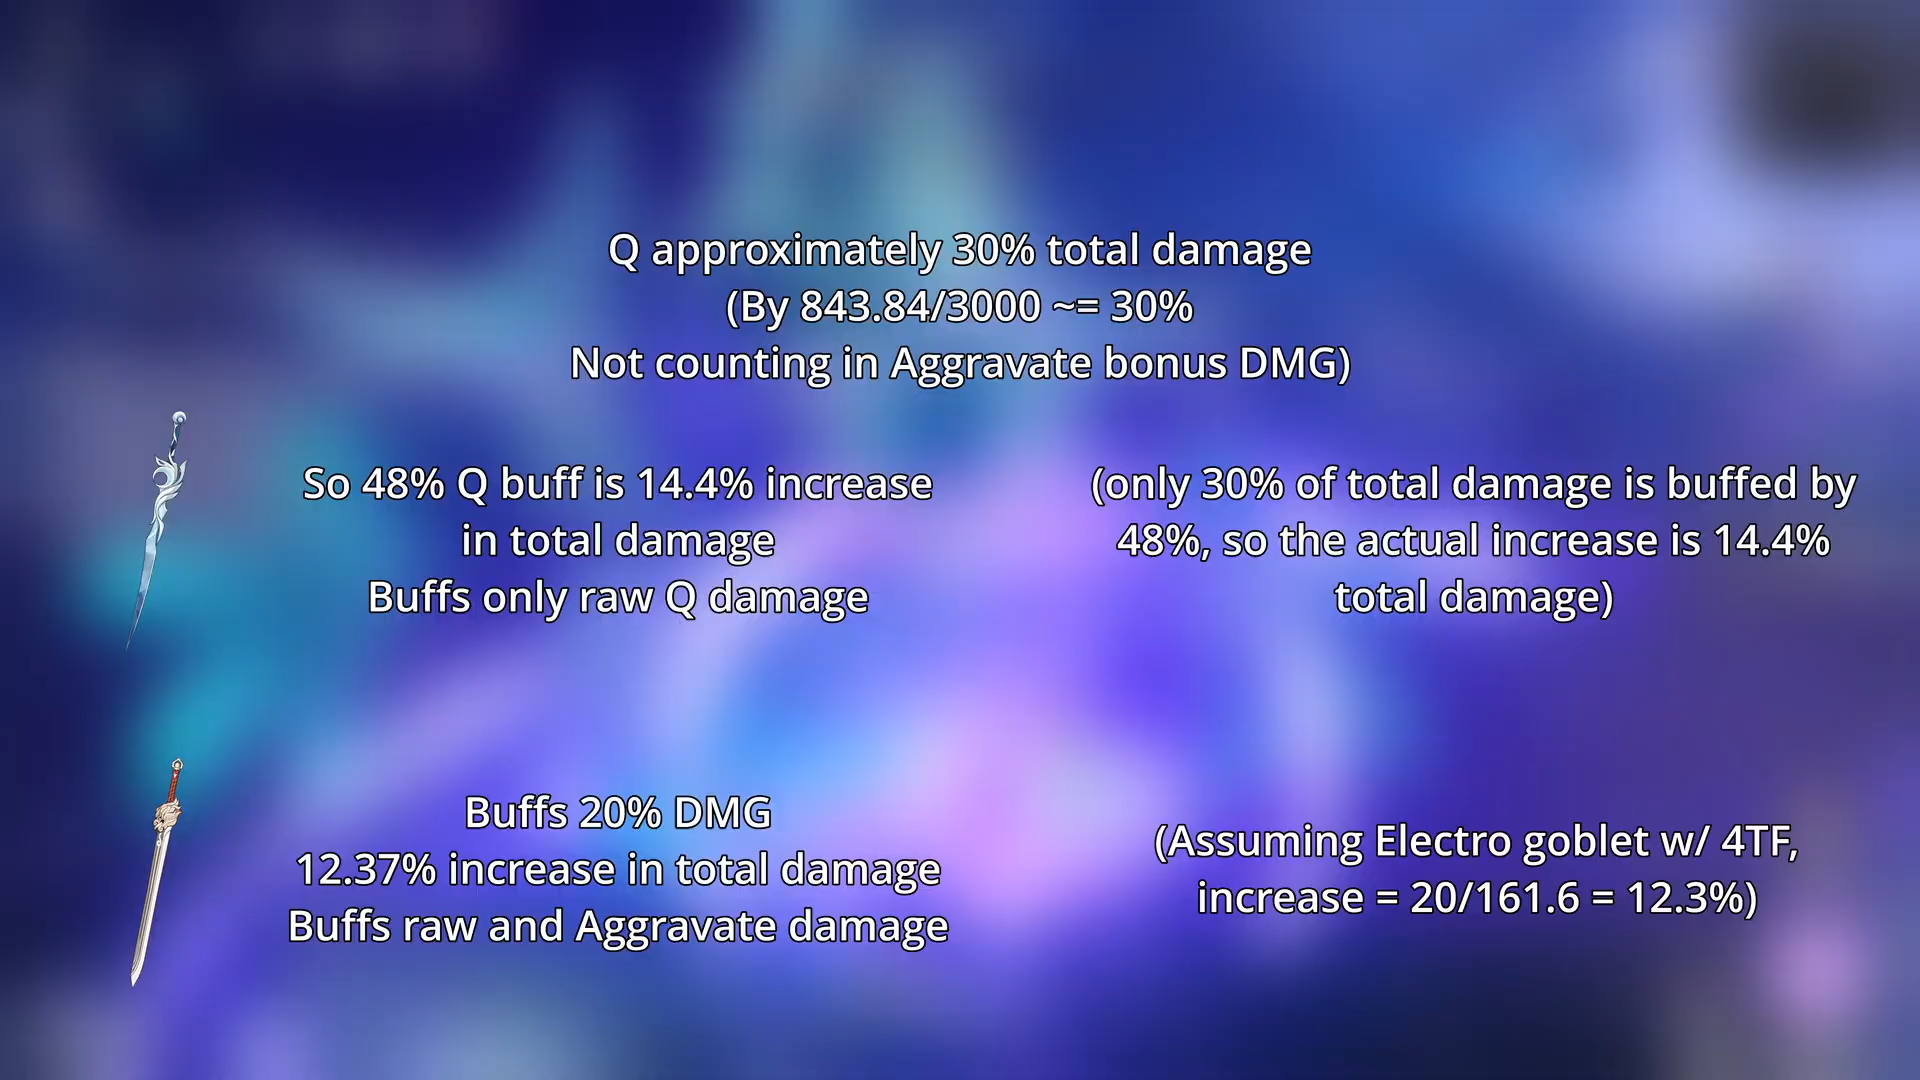 Q approximately 30% total damage
(By 843.84/3000 ~= 30%
Not counting in Aggravate bonus DMG)
So 48% Q buff is 14.4% increase
in total damage
Buffs only raw Q damage
(only 30% of total damage is buffed by
48%, so the actual increase is 14.4%
total damage)
Buffs 20% DMG
12.37% increase in total damage
Buffs raw and Aggravate damage
(Assuming Electro goblet w/ 4TF,
increase = 20/161.6 = 12.3%)